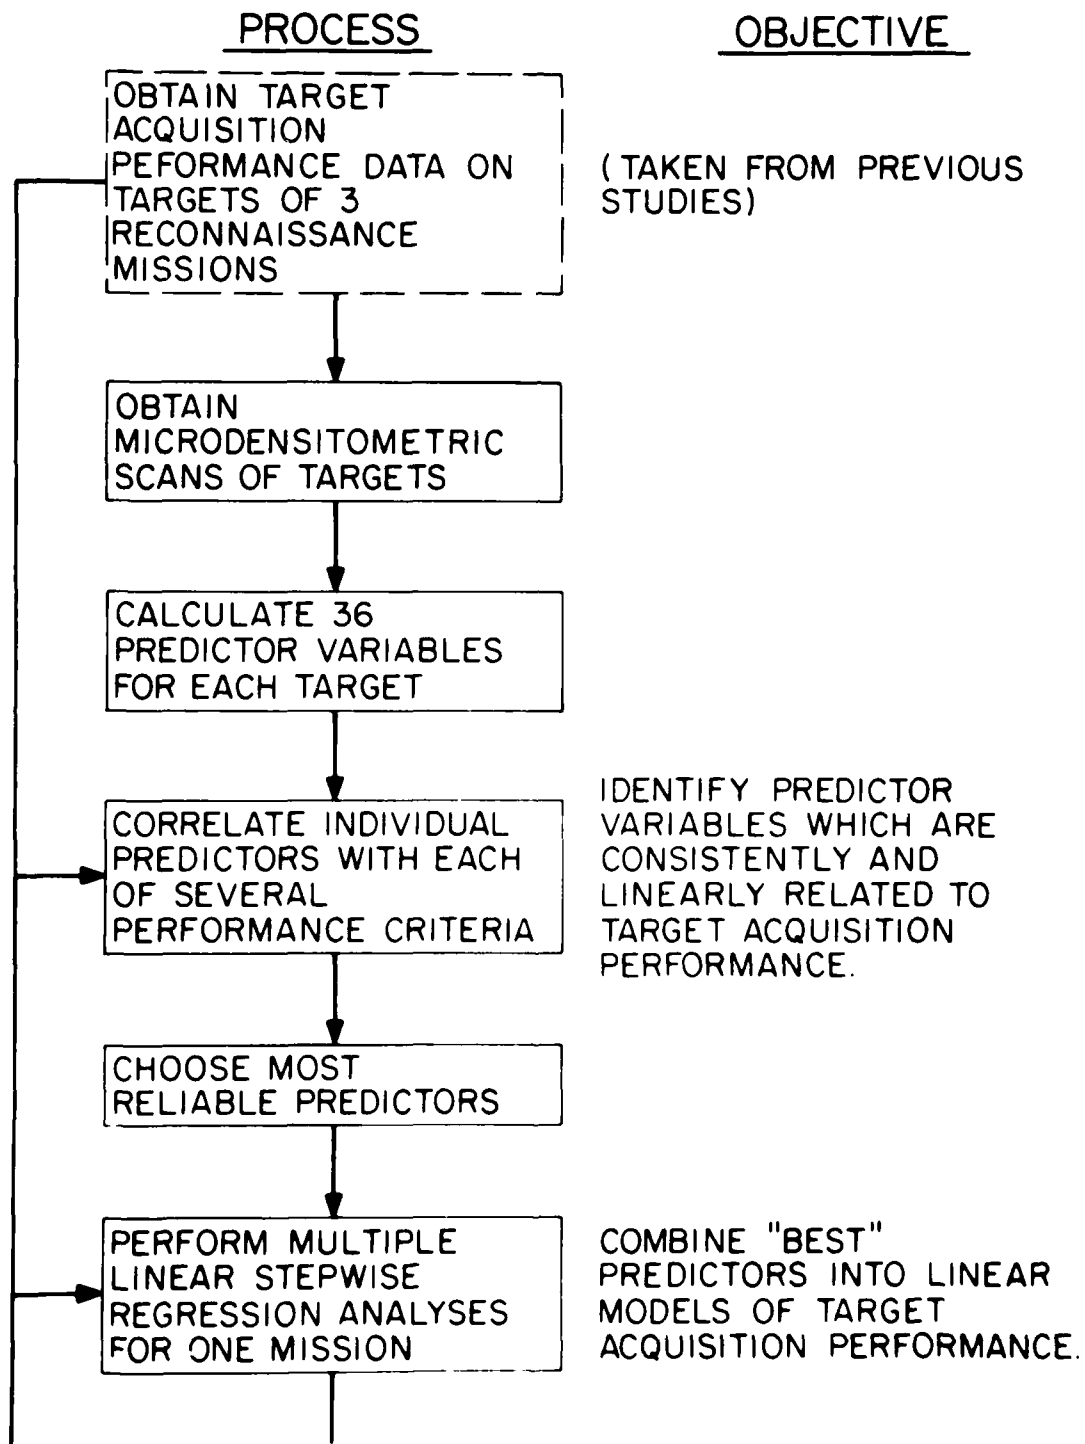 PROCESS
OBJECTIVE
OBTAIN TARGET
ACQUISITION
PEFORMANCE DATA ON
TARGETS OF 3
RECONNAISSANCE
MISSIONS
(TAKEN FROM PREVIOUS
STUDIES)
OBTAIN
MICRODENSITOMETRIC
SCANS OF TARGETS
CALCULATE 36
PREDICTOR VARIABLES
FOR EACH TARGET
CORRELATE INDIVIDUAL
PREDICTORS WITH EACH
OF SEVERAL
PERFORMANCE CRITERIA
IDENTIFY PREDICTOR
VARIABLES WHICH ARE
CONSISTENTLY AND
LINEARLY RELATED TO
TARGET ACQUISITION
PERFORMANCE.
CHOOSE MOST
RELIABLE PREDICTORS
PERFORM MULTIPLE
LINEAR STEPWISE
REGRESSION ANALYSES
FOR ONE MISSION
COMBINE "BEST"
PREDICTORS INTO LINEAR
MODELS OF TARGET
ACQUISITION PERFORMANCE.